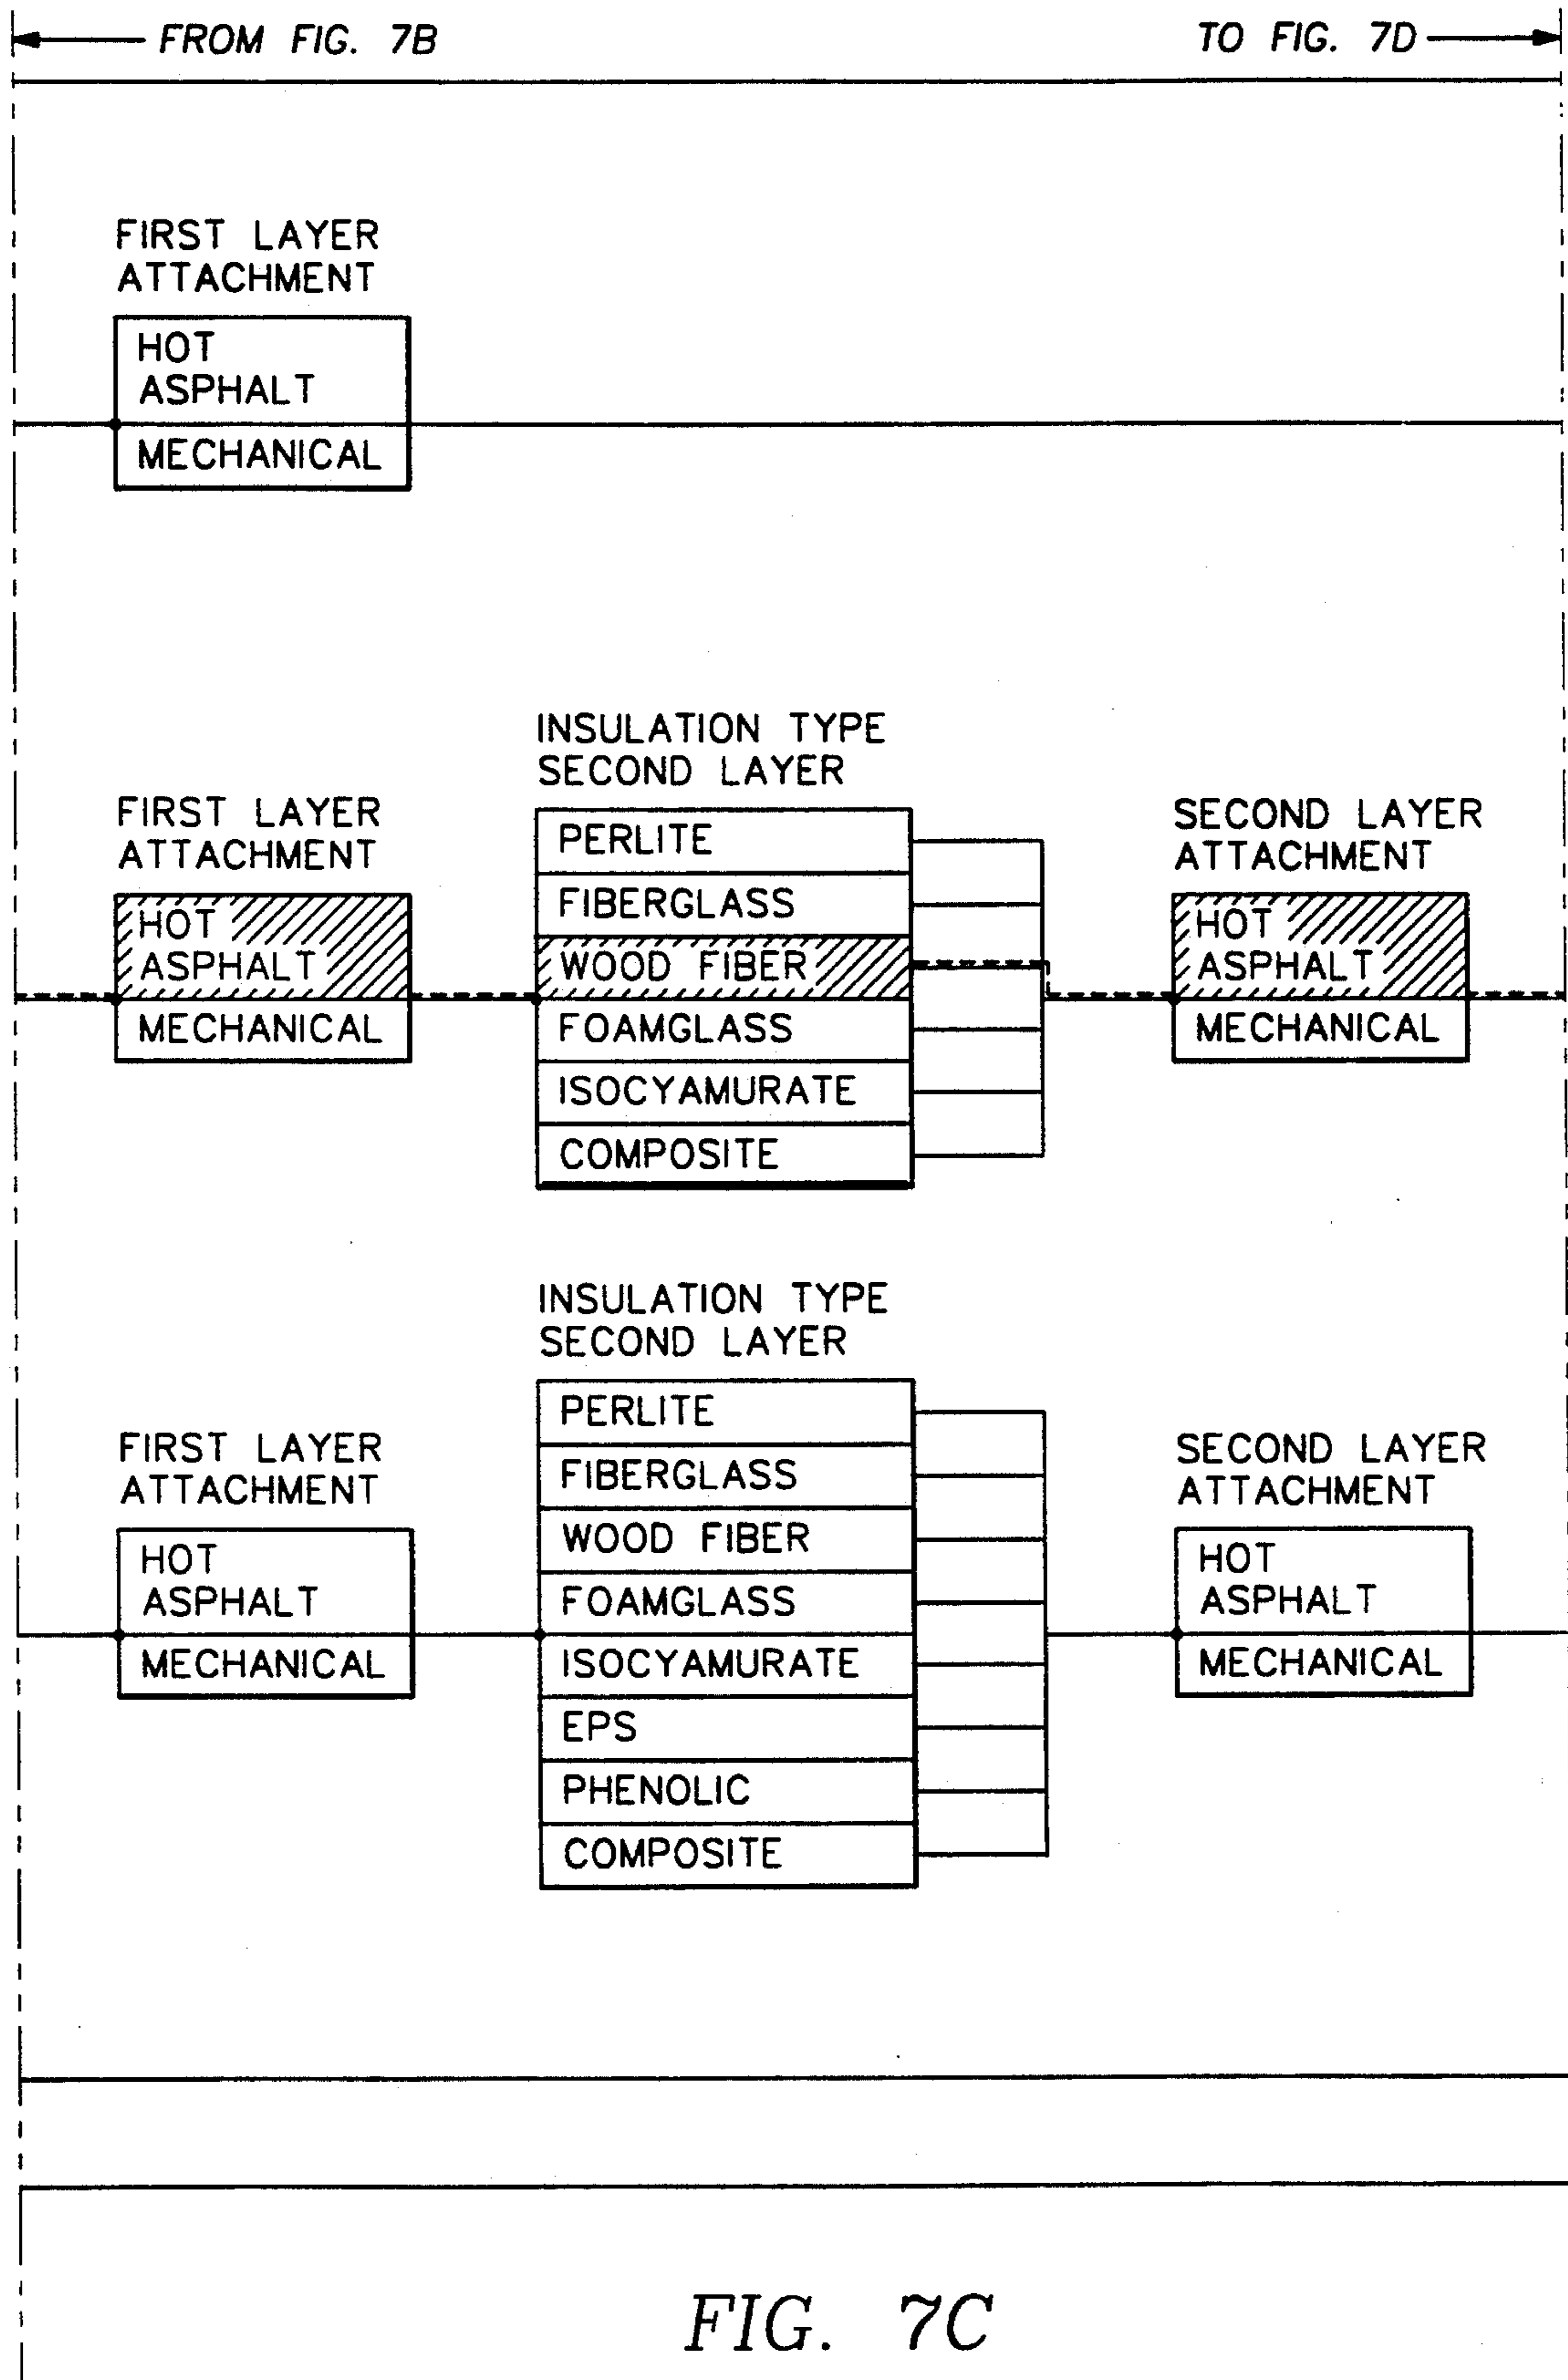 FROM FIG. 7B
TO FIG. 7D
FIRST LAYER
ATTACHMENT
HOT
ASPHALT
MECHANICAL
FIRST LAYER
ATTACHMENT
HOT
ASPHALT
MECHANICAL
INSULATION TYPE
SECOND LAYER
PERLITE
FIBERGLASS
WOOD FIBER
FOAMGLASS
ISOCYAMURATE
COMPOSITE
SECOND LAYER
ATTACHMENT
HOT
ASPHALT
MECHANICAL
FIRST LAYER
ATTACHMENT
HOT
ASPHALT
MECHANICAL
INSULATION TYPE
SECOND LAYER
PERLITE
FIBERGLASS
WOOD FIBER
FOAMGLASS
ISOCYAMURATE
EPS
PHENOLIC
COMPOSITE
SECOND LAYER
ATTACHMENT
HOT
ASPHALT
MECHANICAL
FIG. 7C